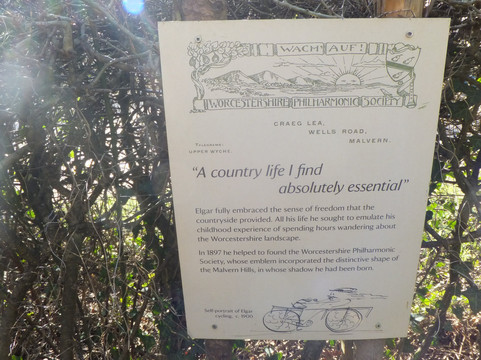 WACH AUF!
WORCESTERSHIRE PHILHARMONIC SOCIETY
CRAEG LEA,
WELLS ROAD,
MALVERN.
TELEGRAMS:
UPPER WYCHE.
"A country life I find
absolutely essential"
Elgar fully embraced the sense of freedom that the
countryside provided. All his life he sought to emulate his
childhood experience of spending hours wandering about
the Worcestershire landscape.
In 1897 he helped to found the Worcestershire Philharmonic
Society, whose emblem incorporated the distinctive shape of
the Malvern Hills, in whose shadow he had been born.
Self-portrait of Elgar
cycling, c. 1900